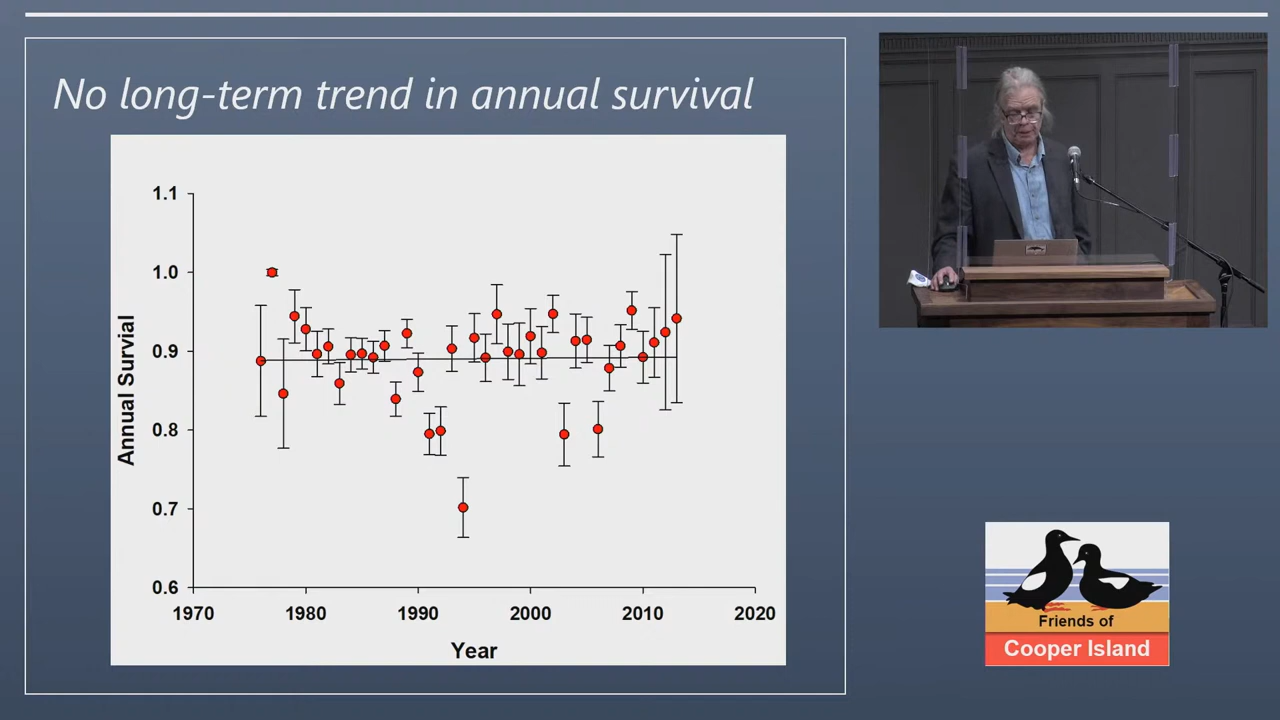 No long-term trend in annual survival
1.1
1.0
0.9
0.8
0.7
0.6
Annual Survial
1970
1980
1990
2000
2010
2020
Year
Friends of
Cooper Island